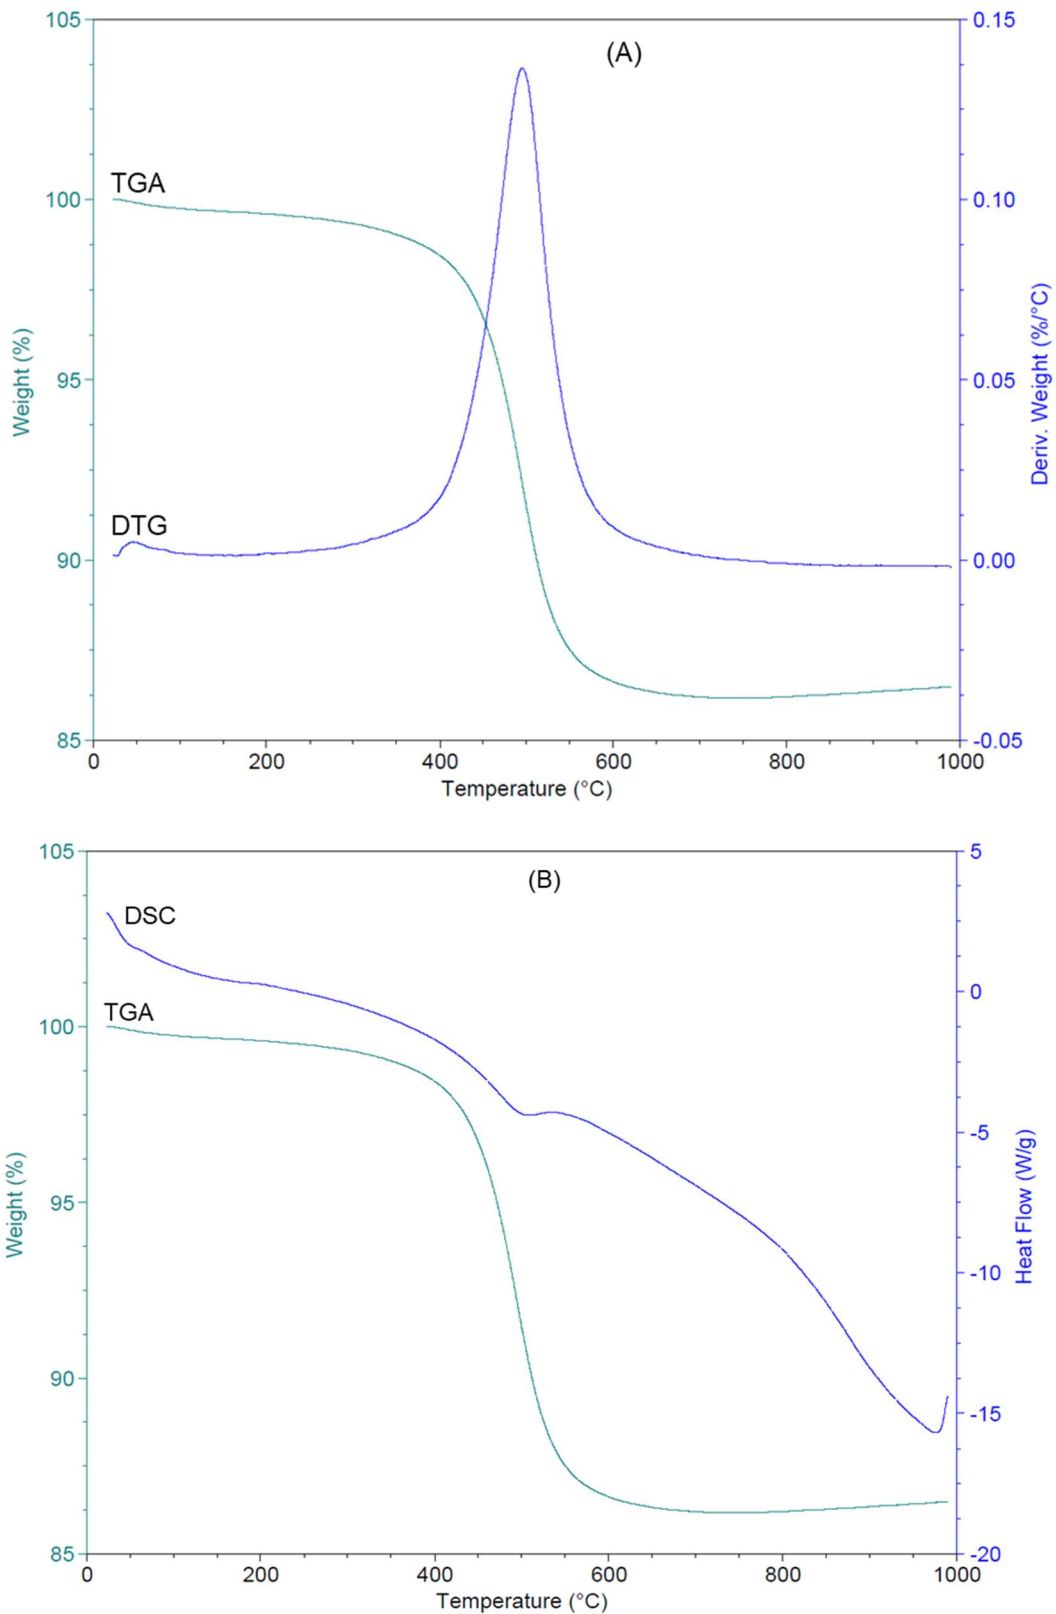 105
0.15
(A)
TGA
100
0.10
Weight (%)
Deriv. Weight (%/°C)
95
0.05
DTG
90
0.00
85
-0.05
0
200
400
600
800
1000
Temperature (°C)
105
5
(B)
DSC
0
TGA
100
-5
Weight (%)
Heat Flow (W/g)
95
-10
90
-15
85
-20
0
200
400
600
800
1000
Temperature (°C)